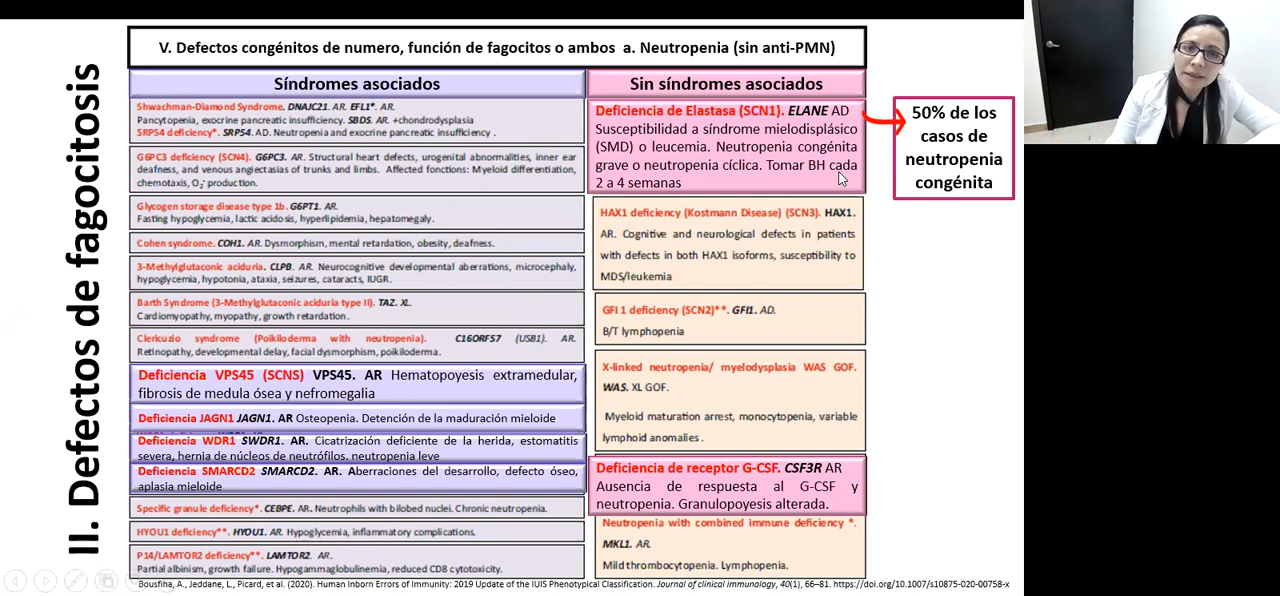 V. Defectos congénitos de numero, función de fagocitos o ambos a. Neutropenia (sin anti-PMN)
II. Defectos de fagocitosis
Síndromes asociados
Shwachman-Diamond Syndrome. DNAJC21. AR. EFL1*. AR.
Pancytopenia, exocrine pancreatic insufficiency. SBDS. AR. +chondrodysplasia
SRP54 deficiency*. SRP54. AD. Neutropenia and exocrine pancreatic insufficiency .
G6PC3 deficiency (SCN4). G6PC3. AR. Structural heart defects, urogenital abnormalities, inner ear
deafness, and venous angiectasias of trunks and limbs. Affected fonctions: Myeloid differentiation,
chemotaxis, O2- production.
Glycogen storage disease type 1b. G6PT1. AR.
Fasting hypoglycemia, lactic acidosis, hyperlipidemia, hepatomegaly.
Cohen syndrome. COH1. AR. Dysmorphism, mental retardation, obesity, deafness.
3-Methylglutaconic aciduria. CLPB. AR. Neurocognitive developmental aberrations, microcephaly,
hypoglycemia, hypotonia, ataxia, seizures, cataracts, IUGR.
Barth Syndrome (3-Methylglutaconic aciduria type II). TAZ. XL.
Cardiomyopathy, myopathy, growth retardation.
Clericuzio syndrome (Poikiloderma with neutropenia). C16ORF57 (USB1). AR.
Retinopathy, developmental delay, facial dysmorphism, poikiloderma.
Deficiencia VPS45 (SCNS) VPS45. AR Hematopoyesis extramedular,
fibrosis de medula ósea y nefromegalia
Deficiencia JAGN1 JAGN1. AR Osteopenia. Detención de la maduración mieloide
Deficiencia WDR1 SWDR1. AR. Cicatrización deficiente de la herida, estomatitis
severa, hernia de núcleos de neutrófilos. neutropenia leve
Deficiencia SMARCD2 SMARCD2. AR. Aberraciones del desarrollo, defecto óseo,
aplasia mieloide
Specific granule deficiency*. CEBPE. AR. Neutrophils with bilobed nuclei. Chronic neutropenia.
HYOU1 deficiency**. HYOU1. AR. Hypoglycemia, inflammatory complications.
P14/LAMTOR2 deficiency**. LAMTOR2. AR.
Partial albinism, growth failure. Hypogammaglobulinemia, reduced CD8 cytotoxicity.
Sin síndromes asociados
Deficiencia de Elastasa (SCN1). ELANE AD
Susceptibilidad a síndrome mielodisplásico
(SMD) o leucemia. Neutropenia congénita
grave o neutropenia cíclica. Tomar BH cada
2 a 4 semanas
HAX1 deficiency (Kostmann Disease) (SCN3). HAX1.
AR. Cognitive and neurological defects in patients
with defects in both HAX1 isoforms, susceptibility to
MDS/leukemia
GFI 1 deficiency (SCN2)**. GFI1. AD.
B/T lymphopenia
X-linked neutropenia/ myelodysplasia WAS GOF.
WAS. XL GOF.
Myeloid maturation arrest, monocytopenia, variable
lymphoid anomalies .
Deficiencia de receptor G-CSF. CSF3R AR
Ausencia de respuesta al G-CSF y
neutropenia. Granulopoyesis alterada.
Neutropenia with combined immune deficiency *.
MKL1. AR.
Mild thrombocytopenia. Lymphopenia.
50% de los
casos de
neutropenia
congénita
Bousfiha, A., Jeddane, L., Picard, et al. (2020). Human Inborn Errors of Immunity: 2019 Update of the IUIS Phenotypical Classification. Journal of clinical immunology, 40(1), 66–81. https://doi.org/10.1007/s10875-020-00758-x